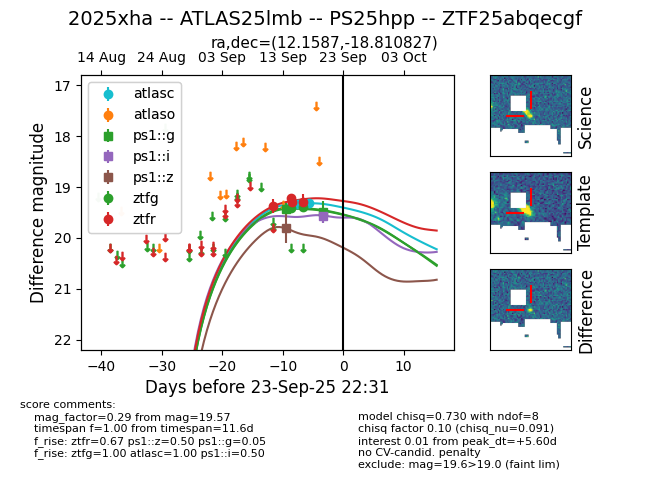 2025xha -- ATLAS25lmb -- PS25hpp -- ZTF25abqecgf
ra,dec=(12.1587,-18.810827)
14 Aug 24 Aug 03 Sep 13 Sep 23 Sep 03 Oct
17
18
19
20
21
22
Difference magnitude
atlasc
atlaso
ps1::g
ps1::i
ps1::z
ztfg
ztfr
−40 −30 −20 −10 0 10
Days before 23-Sep-25 22:31
Science
Template
Difference
score comments:
mag_factor=0.29 from mag=19.57
timespan f=1.00 from timespan=11.6d
f_rise: ztfr=0.67 ps1::z=0.50 ps1::g=0.05
f_rise: ztfg=1.00 atlasc=1.00 ps1::i=0.50
model chisq=0.730 with ndof=8
chisq factor 0.10 (chisq_nu=0.091)
interest 0.01 from peak_dt=+5.60d
no CV-candid. penalty
exclude: mag=19.6>19.0 (faint lim)